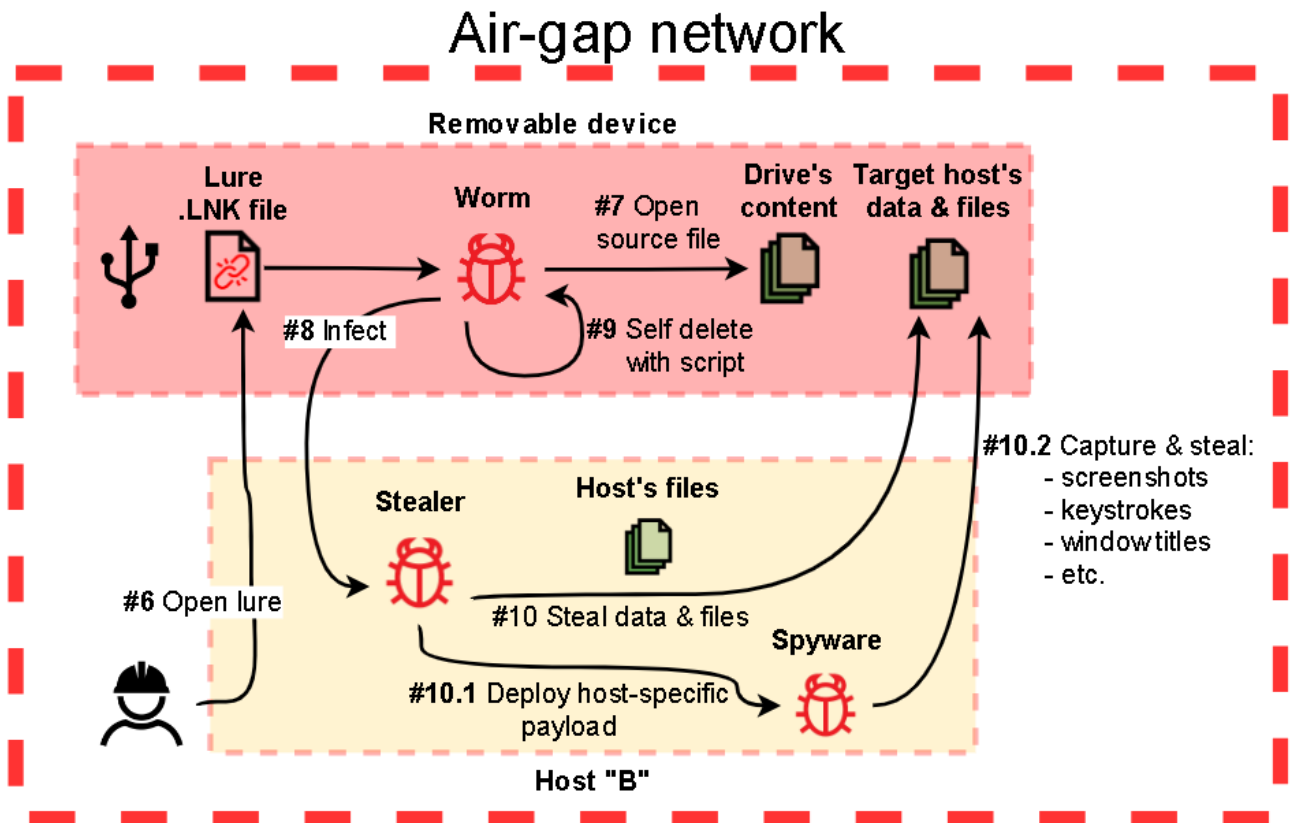 Air-gap network
Removable device
Lure
.LNK file
Worm
#7 Open
source file
Drive's
content
Target host's
data & files
#8 Infect
#9 Self delete
with script
#10.2 Capture & steal:
- screenshots
- keystrokes
- window titles
- etc.
Stealer
Host's files
#6 Open lure
#10 Steal data & files
Spyware
#10.1 Deploy host-specific
payload
Host "B"